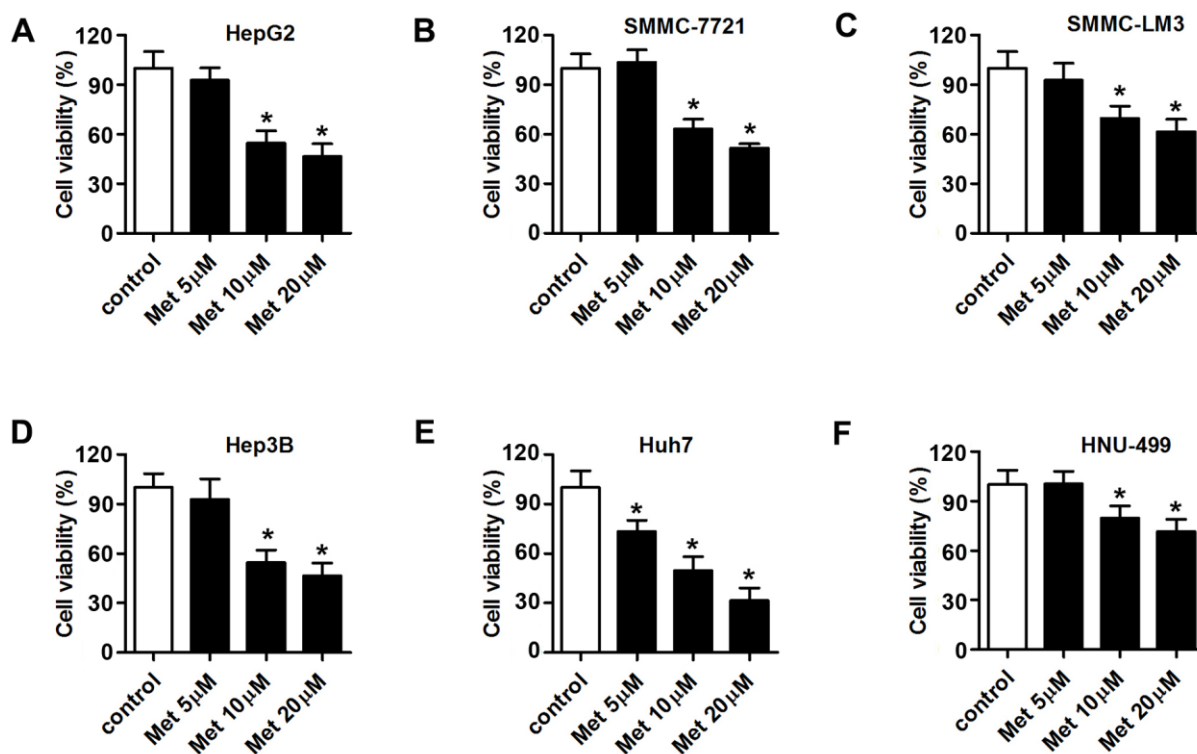 A
HepG2
Cell viability (%)
120
90
60
30
0
*
*
control
Met 5μM
Met 10μM
Met 20μM
B
SMMC-7721
Cell viability (%)
120
90
60
30
0
*
*
control
Met 5μM
Met 10μM
Met 20μM
C
SMMC-LM3
Cell viability (%)
120
90
60
30
0
*
*
control
Met 5μM
Met 10μM
Met 20μM
D
Hep3B
Cell viability (%)
120
90
60
30
0
*
*
control
Met 5μM
Met 10μM
Met 20μM
E
Huh7
Cell viability (%)
120
90
60
30
0
*
*
*
control
Met 5μM
Met 10μM
Met 20μM
F
HNU-499
Cell viability (%)
120
90
60
30
0
*
*
control
Met 5μM
Met 10μM
Met 20μM